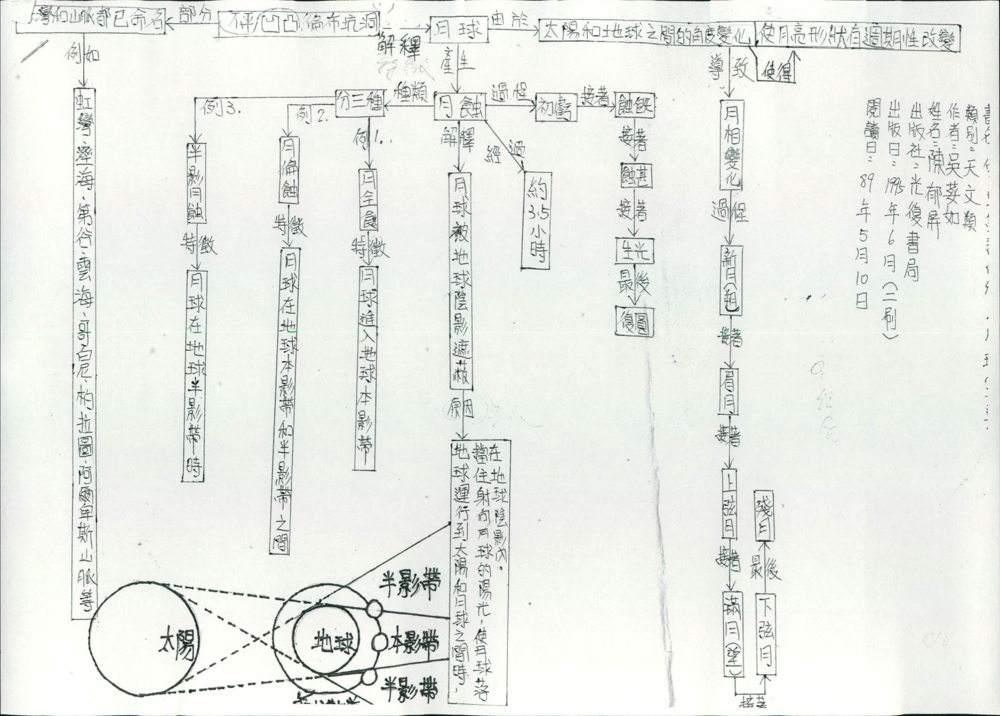 灣和山脈都已命名
部分
不平凹凸,偏布坑洞
解釋
月球
由於
太陽和地球之間的角度變化
使月亮形狀有週期性改變
使得
例如
虹灣、溼海、第谷、雲海、哥白尼、柏拉圖、阿爾卑斯山脈等
產生
月蝕
種類
分三種
例1.
月全蝕
特徵
月球進入地球本影帶
例2.
月偏蝕
特徵
月球在地球本影帶和半影帶之間
例3.
半影月蝕
特徵
月球在地球半影帶時
解釋
月球被地球陰影遮蔽
原因
地球運行到太陽和月球之間時,
擋住射向月球的陽光,使月球落
在地球陰影內。
經過
約3.5小時
過程
初虧
接著
蝕既
接著
蝕甚
接著
生光
最後
復圓
導致
月相變化
過程
新月(朔)
接著
眉月
接著
上弦月
接著
滿月(望)
接著
下弦月
最後
殘月
類別:天文類
作者:吳菱如
姓名:陳郁屏
出版社:光復書局
出版日:1995年6月(二刷)
閱讀日:89年5月10日
太陽
地球
半影帶
本影帶
半影帶
組合